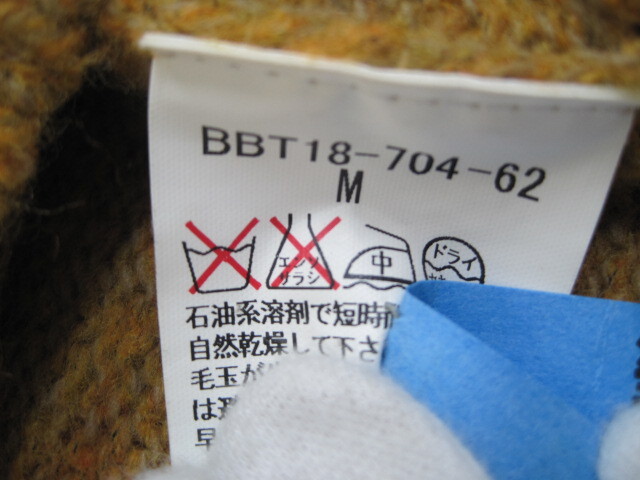 BBT18-704-62
M
エンソ サラシ 中 ドライ
石油系溶剤で短時
自然乾燥して下さ
毛玉が
は
早